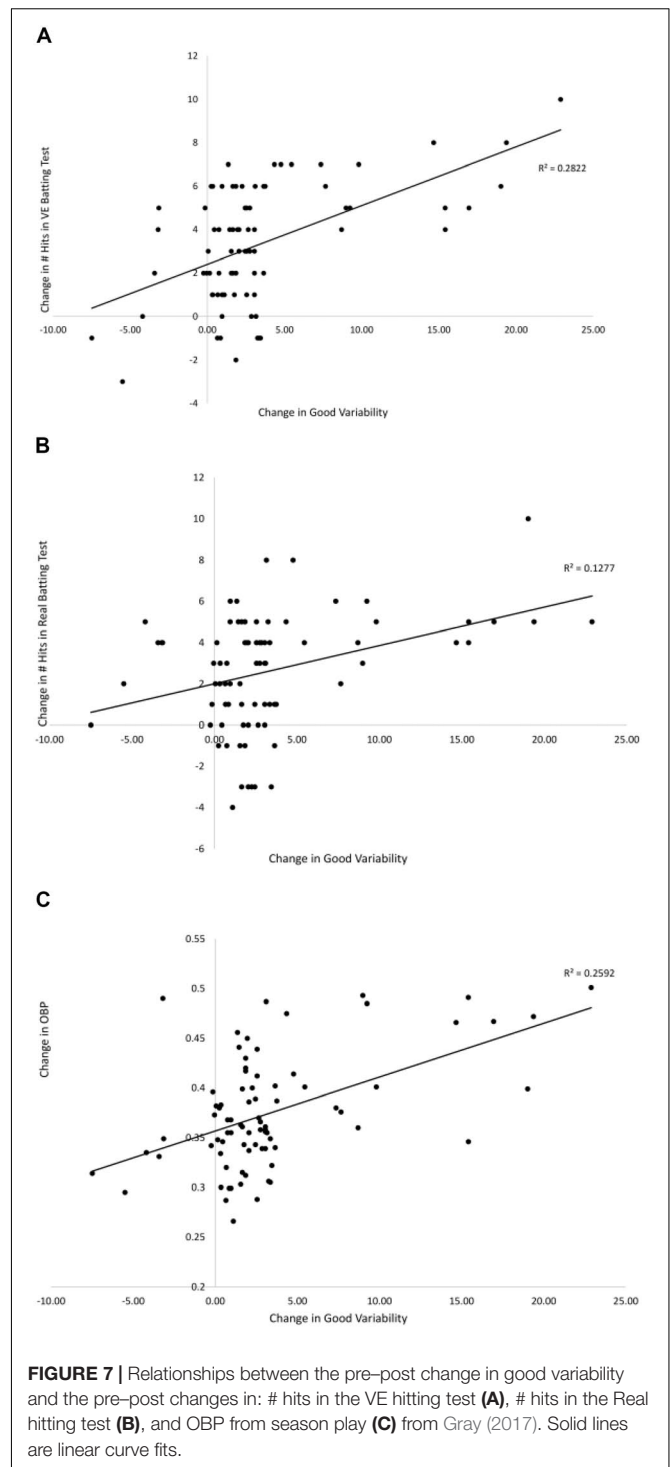 A
12
10
8
6
4
2
0
-2
-4
Change in # Hits in VE Batting Test
R² = 0.2822
-10.00 -5.00 0.00 5.00 10.00 15.00 20.00 25.00
Change in Good Variability
B
12
10
8
6
4
2
0
-2
-4
-6
Change in # Hits in Real Batting Test
R² = 0.1277
-10.00 -5.00 0.00 5.00 10.00 15.00 20.00 25.00
Change in Good Variability
C
0.55
0.5
0.45
0.4
0.35
0.3
0.25
0.2
Change in OBP
R² = 0.2592
-10.00 -5.00 0.00 5.00 10.00 15.00 20.00 25.00
Change in Good Variability
FIGURE 7 | Relationships between the pre–post change in good variability
and the pre–post changes in: # hits in the VE hitting test (A), # hits in the Real
hitting test (B), and OBP from season play (C) from Gray (2017). Solid lines
are linear curve fits.